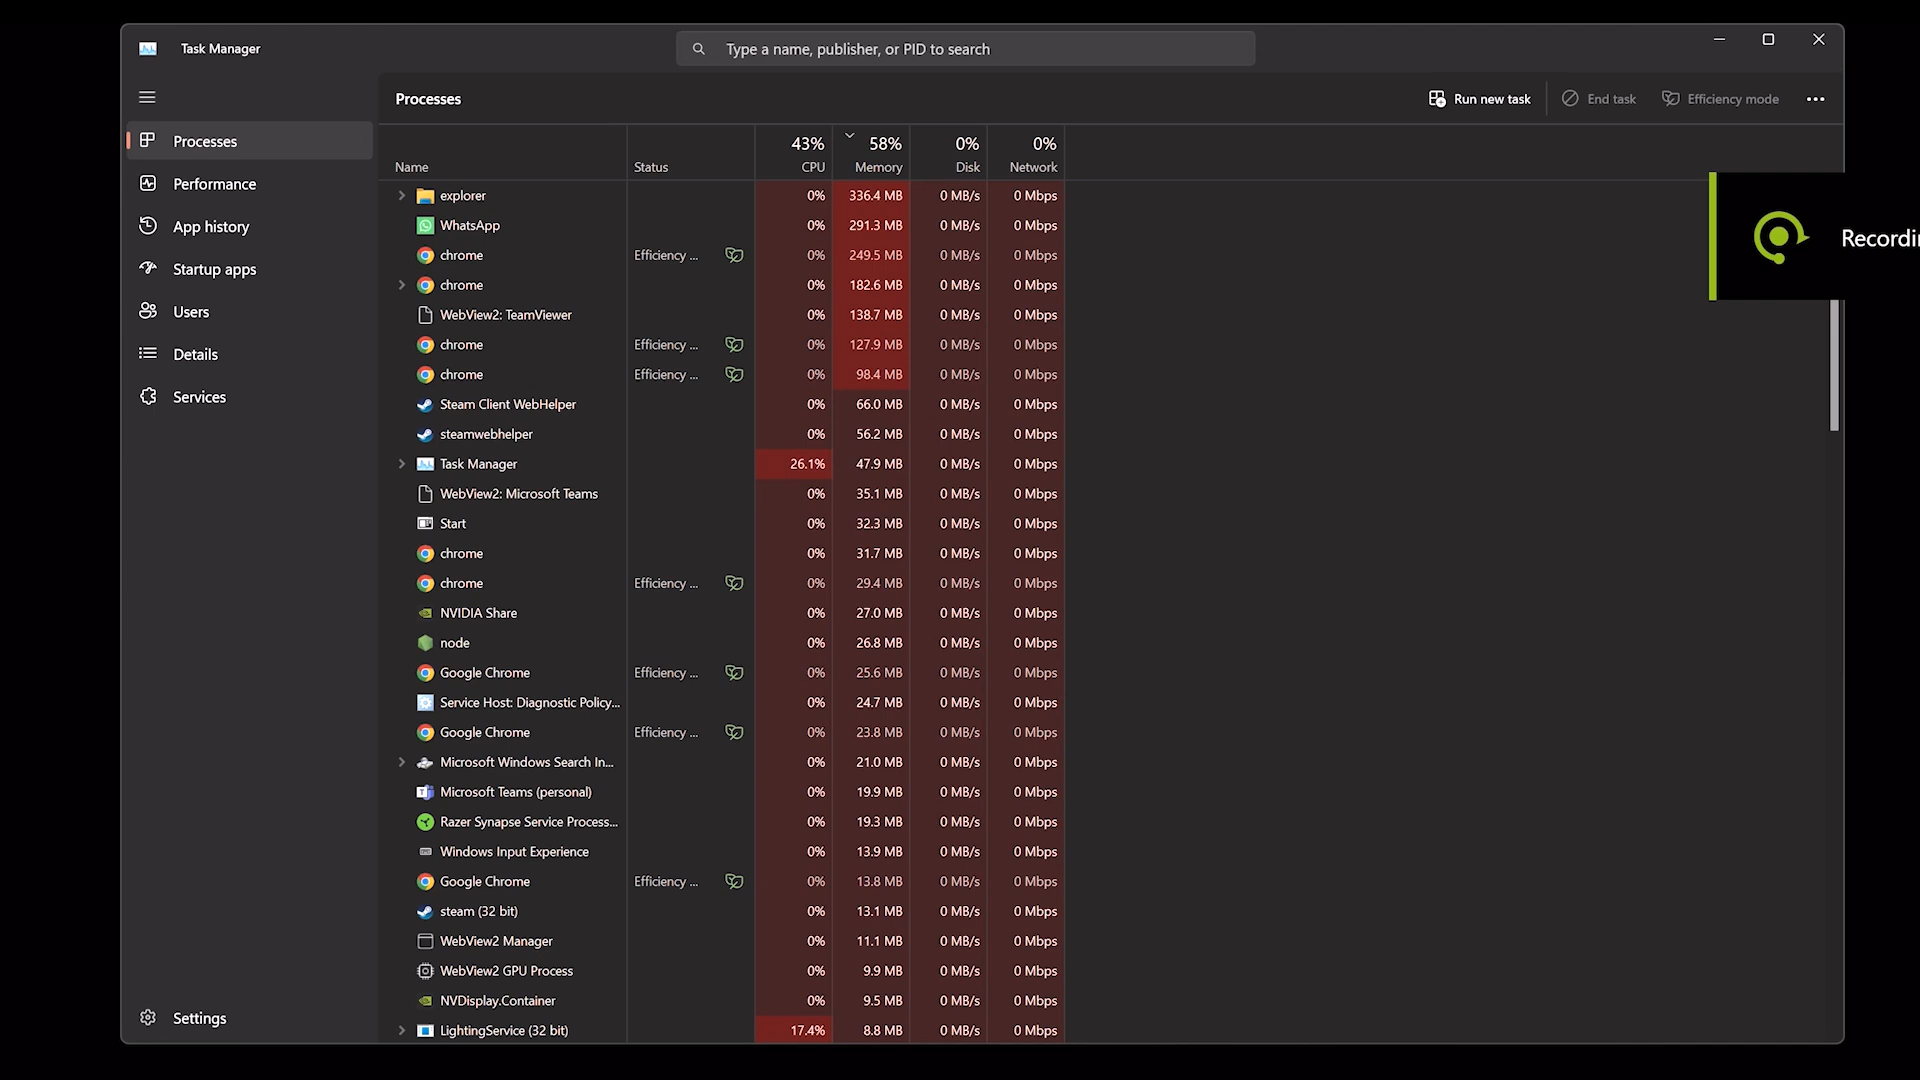 Task Manager
Type a name, publisher, or PID to search
Processes
Run new task
End task
Efficiency mode
Processes
Performance
App history
Startup apps
Users
Details
Services
Settings
43% 58% 0% 0%
Name Status CPU Memory Disk Network
explorer 0% 336.4 MB 0 MB/s 0 Mbps
WhatsApp 0% 291.3 MB 0 MB/s 0 Mbps
chrome Efficiency ... 0% 249.5 MB 0 MB/s 0 Mbps
chrome 0% 182.6 MB 0 MB/s 0 Mbps
WebView2: TeamViewer 0% 138.7 MB 0 MB/s 0 Mbps
chrome Efficiency ... 0% 127.9 MB 0 MB/s 0 Mbps
chrome Efficiency ... 0% 98.4 MB 0 MB/s 0 Mbps
Steam Client WebHelper 0% 66.0 MB 0 MB/s 0 Mbps
steamwebhelper 0% 56.2 MB 0 MB/s 0 Mbps
Task Manager 26.1% 47.9 MB 0 MB/s 0 Mbps
WebView2: Microsoft Teams 0% 35.1 MB 0 MB/s 0 Mbps
Start 0% 32.3 MB 0 MB/s 0 Mbps
chrome 0% 31.7 MB 0 MB/s 0 Mbps
chrome Efficiency ... 0% 29.4 MB 0 MB/s 0 Mbps
NVIDIA Share 0% 27.0 MB 0 MB/s 0 Mbps
node 0% 26.8 MB 0 MB/s 0 Mbps
Google Chrome Efficiency ... 0% 25.6 MB 0 MB/s 0 Mbps
Service Host: Diagnostic Policy... 0% 24.7 MB 0 MB/s 0 Mbps
Google Chrome Efficiency ... 0% 23.8 MB 0 MB/s 0 Mbps
Microsoft Windows Search In... 0% 21.0 MB 0 MB/s 0 Mbps
Microsoft Teams (personal) 0% 19.9 MB 0 MB/s 0 Mbps
Razer Synapse Service Process... 0% 19.3 MB 0 MB/s 0 Mbps
Windows Input Experience 0% 13.9 MB 0 MB/s 0 Mbps
Google Chrome Efficiency ... 0% 13.8 MB 0 MB/s 0 Mbps
steam (32 bit) 0% 13.1 MB 0 MB/s 0 Mbps
WebView2 Manager 0% 11.1 MB 0 MB/s 0 Mbps
WebView2 GPU Process 0% 9.9 MB 0 MB/s 0 Mbps
NVDisplay.Container 0% 9.5 MB 0 MB/s 0 Mbps
LightingService (32 bit) 17.4% 8.8 MB 0 MB/s 0 Mbps